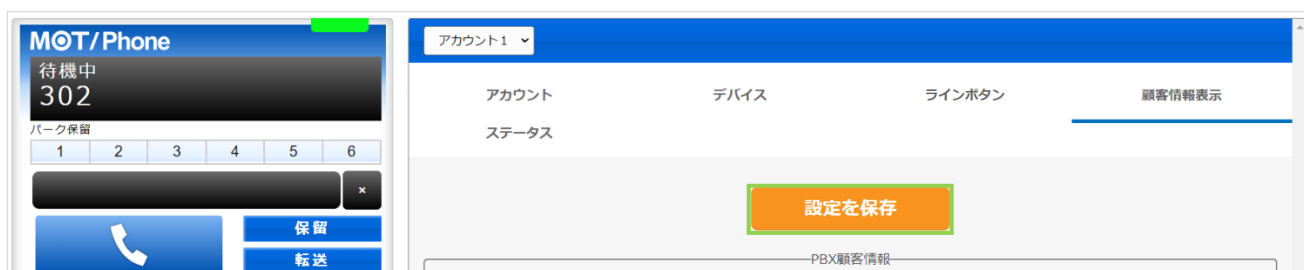 MOT/Phone
待機中
302
パーク保留
1 2 3 4 5 6
×
保留
転送
アカウント1
アカウント デバイス ラインボタン 顧客情報表示
ステータス
設定を保存
PBX顧客情報